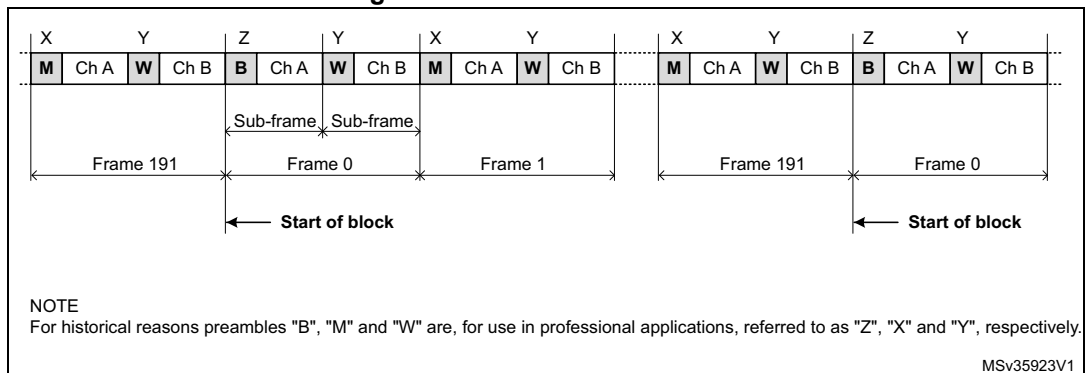 X Y Z Y X Y X Y Z Y
M Ch A W Ch B B Ch A W Ch B M Ch A W Ch B M Ch A W Ch B B Ch A W Ch B
Sub-frame Sub-frame
Frame 191 Frame 0 Frame 1 Frame 191 Frame 0
Start of block Start of block
NOTE
For historical reasons preambles "B", "M" and "W" are, for use in professional applications, referred to as "Z", "X" and "Y", respectively.
MSv35923V1